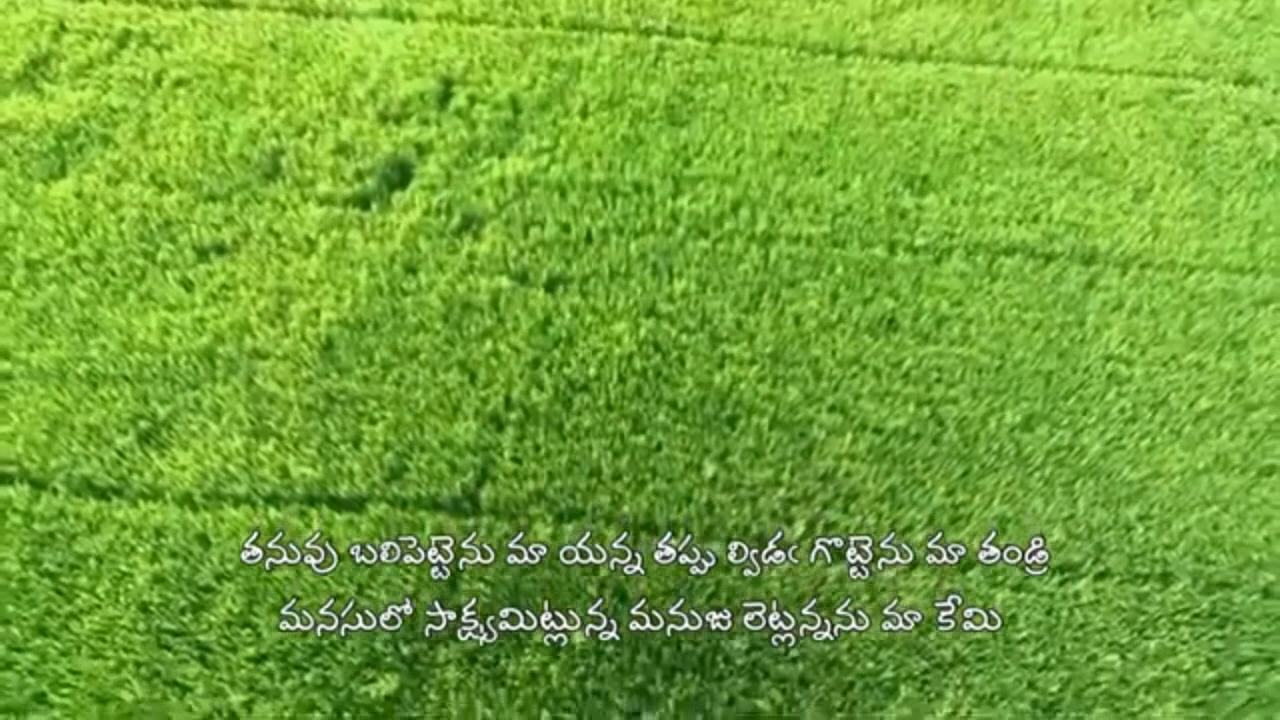 తనువు బలిపెట్టెను మా యన్న తప్పు ల్విడఁ గొట్టెను మా తండ్రి
మనసులో సాక్ష్యమిట్లున్న మనుజు లెట్లన్నను మా కేమి